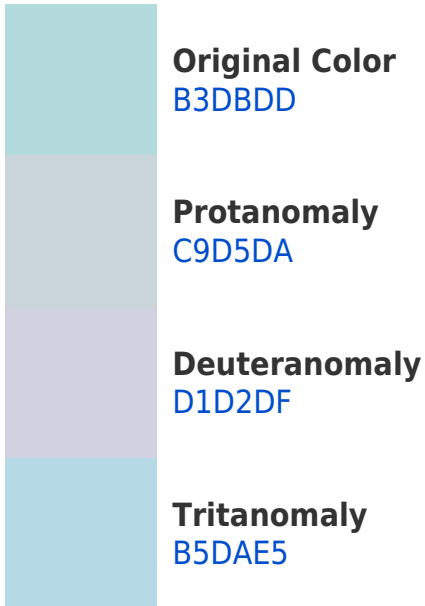 Original Color
B3DBDD
Protanomaly
C9D5DA
Deuteranomaly
D1D2DF
Tritanomaly
B5DAE5